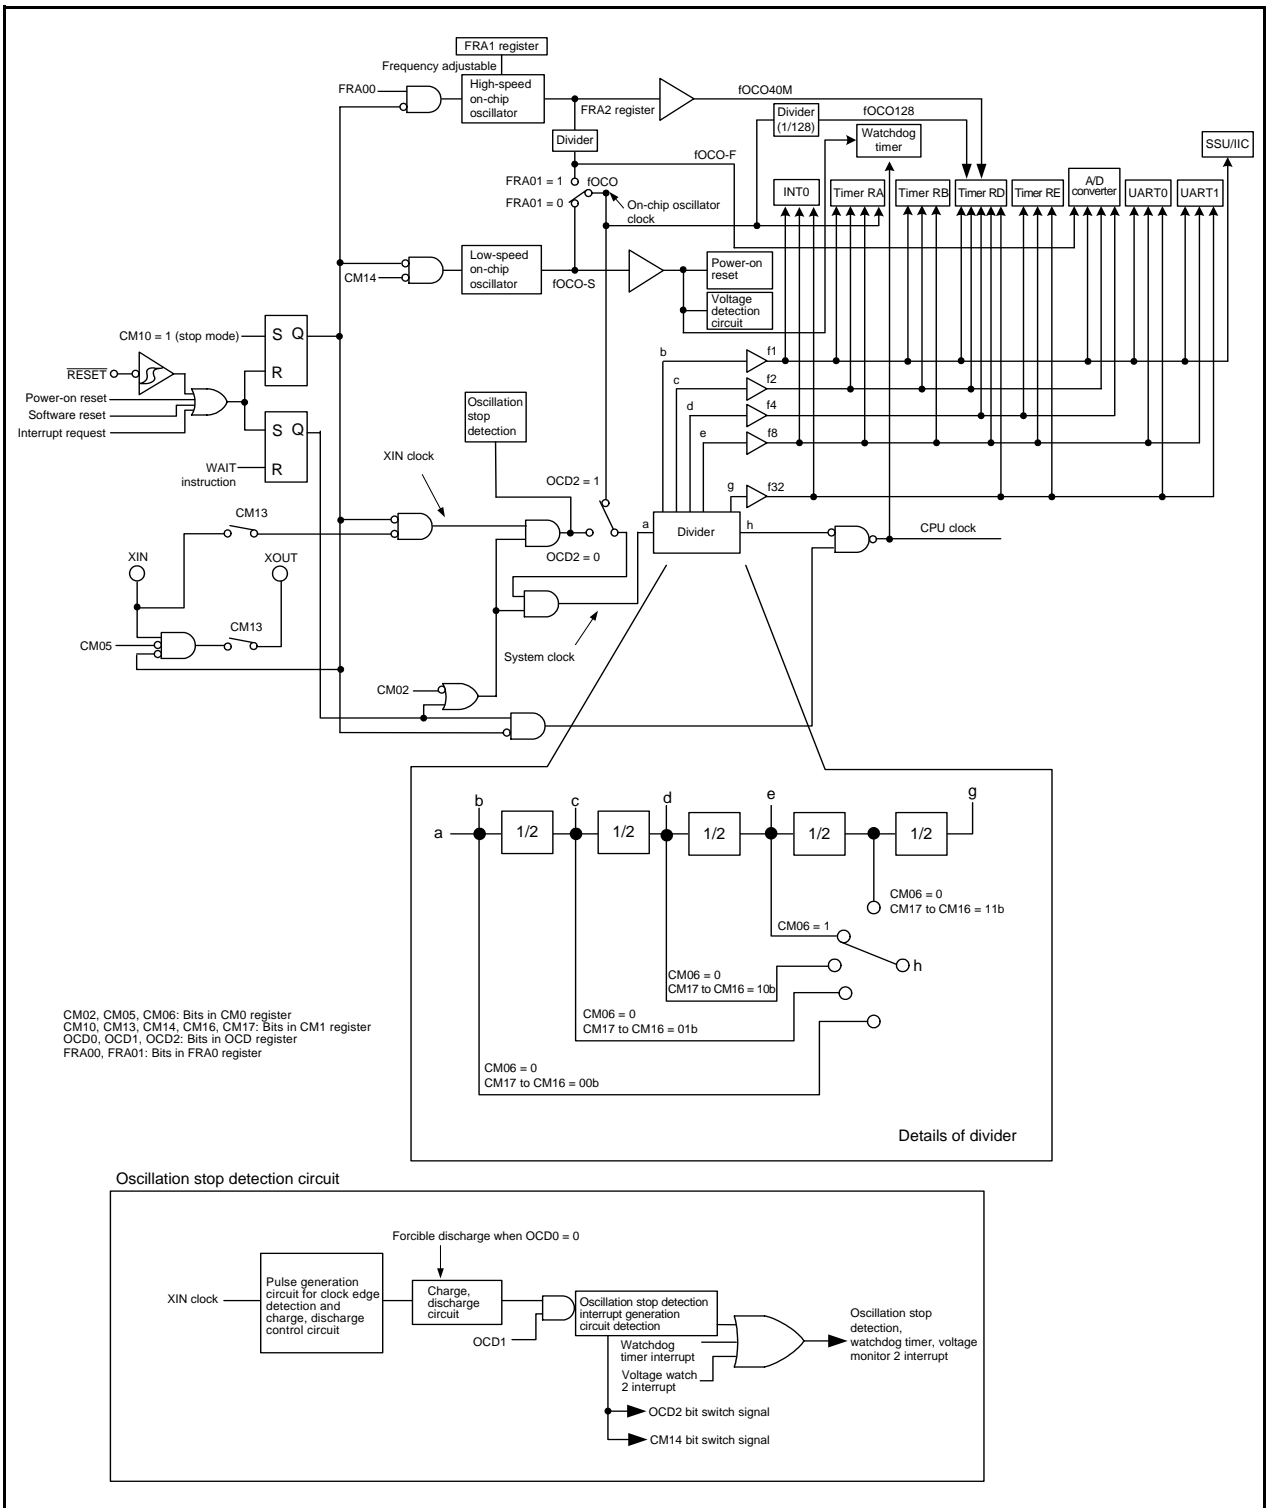 FRA1 register
Frequency adjustable
FRA00
High-speed
on-chip
oscillator
FRA2 register
fOCO40M
Divider
(1/128)
fOCO128
Watchdog
timer
SSU/IIC
Divider
fOCO-F
FRA01 = 1
fOCO
FRA01 = 0
On-chip oscillator
clock
INT0
Timer RA
Timer RB
Timer RD
Timer RE
A/D
converter
UART0
UART1
CM14
Low-speed
on-chip
oscillator
fOCO-S
Power-on
reset
Voltage
detection
circuit
CM10 = 1 (stop mode)
S
Q
R
RESET
Power-on reset
Software reset
Interrupt request
S
Q
R
WAIT
instruction
b
f1
c
f2
d
f4
e
f8
g
f32
Oscillation
stop
detection
XIN clock
OCD2 = 1
OCD2 = 0
a
Divider
h
CPU clock
CM13
XIN
XOUT
CM13
CM05
System clock
CM02
a
b
1/2
c
1/2
d
1/2
e
1/2
1/2
g
CM06 = 0
CM17 to CM16 = 11b
CM06 = 1
h
CM06 = 0
CM17 to CM16 = 10b
CM06 = 0
CM17 to CM16 = 01b
CM06 = 0
CM17 to CM16 = 00b
Details of divider
CM02, CM05, CM06: Bits in CM0 register
CM10, CM13, CM14, CM16, CM17: Bits in CM1 register
OCD0, OCD1, OCD2: Bits in OCD register
FRA00, FRA01: Bits in FRA0 register
Oscillation stop detection circuit
Forcible discharge when OCD0 = 0
XIN clock
Pulse generation
circuit for clock edge
detection and
charge, discharge
control circuit
Charge,
discharge
circuit
OCD1
Oscillation stop detection
interrupt generation
circuit detection
Watchdog
timer interrupt
Voltage watch
2 interrupt
Oscillation stop
detection,
watchdog timer, voltage
monitor 2 interrupt
OCD2 bit switch signal
CM14 bit switch signal